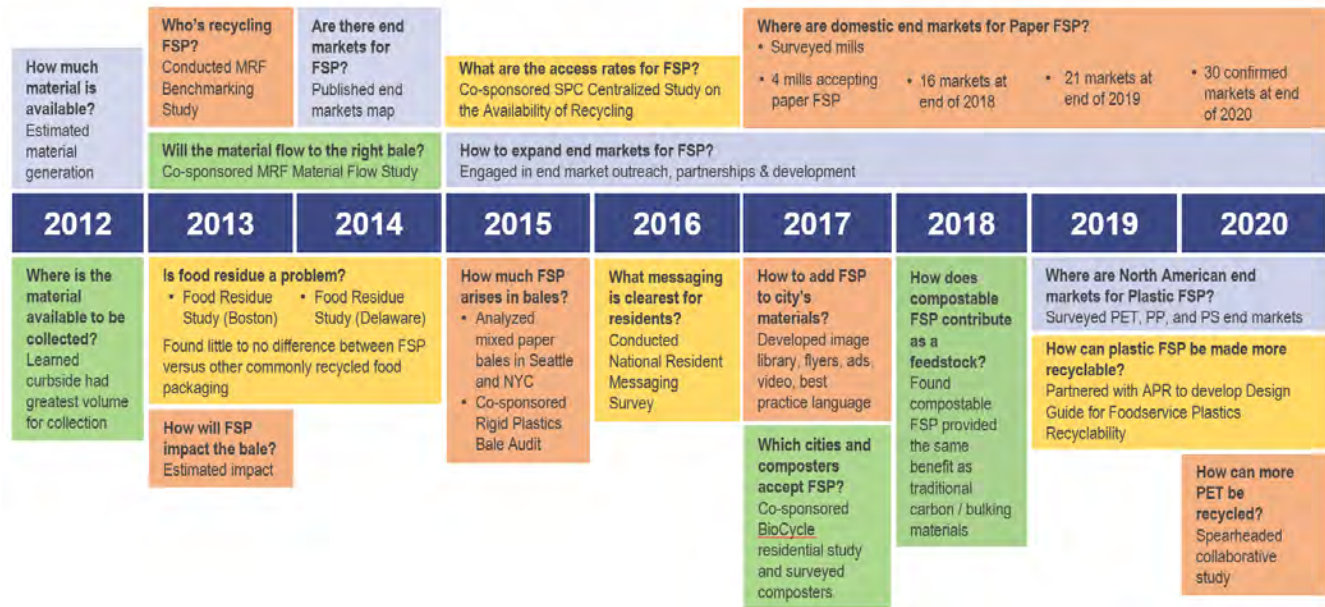 How much
material is
available?
Estimated
material
generation
Who's recycling
FSP?
Conducted MRF
Benchmarking
Study
Are there end
markets for
FSP?
Published end
markets map
Will the material flow to the right bale?
Co-sponsored MRF Material Flow Study
What are the access rates for FSP?
Co-sponsored SPC Centralized Study on
the Availability of Recycling
Where are domestic end markets for Paper FSP?
• Surveyed mills
• 4 mills accepting
paper FSP
• 16 markets at
end of 2018
• 21 markets at
end of 2019
• 30 confirmed
markets at end
of 2020
How to expand end markets for FSP?
Engaged in end market outreach, partnerships & development
2012
2013
2014
2015
2016
2017
2018
2019
2020
Where is the
material
available to be
collected?
Learned
curbside had
greatest volume
for collection
Is food residue a problem?
• Food Residue
Study (Boston)
• Food Residue
Study (Delaware)
Found little to no difference between FSP
versus other commonly recycled food
packaging
How will FSP
impact the bale?
Estimated impact
How much FSP
arises in bales?
• Analyzed
mixed paper
bales in Seattle
and NYC
• Co-sponsored
Rigid Plastics
Bale Audit
What messaging
is clearest for
residents?
Conducted
National Resident
Messaging
Survey
How to add FSP
to city's
materials?
Developed image
library, flyers, ads,
video, best
practice language
Which cities and
composters
accept FSP?
Co-sponsored
BioCycle
residential study
and surveyed
composters
How does
compostable
FSP contribute
as a
feedstock?
Found
compostable
FSP provided
the same
benefit as
traditional
carbon / bulking
materials
Where are North American end
markets for Plastic FSP?
Surveyed PET, PP, and PS end markets
How can plastic FSP be made more
recyclable?
Partnered with APR to develop Design
Guide for Foodservice Plastics
Recyclability
How can more
PET be
recycled?
Spearheaded
collaborative
study